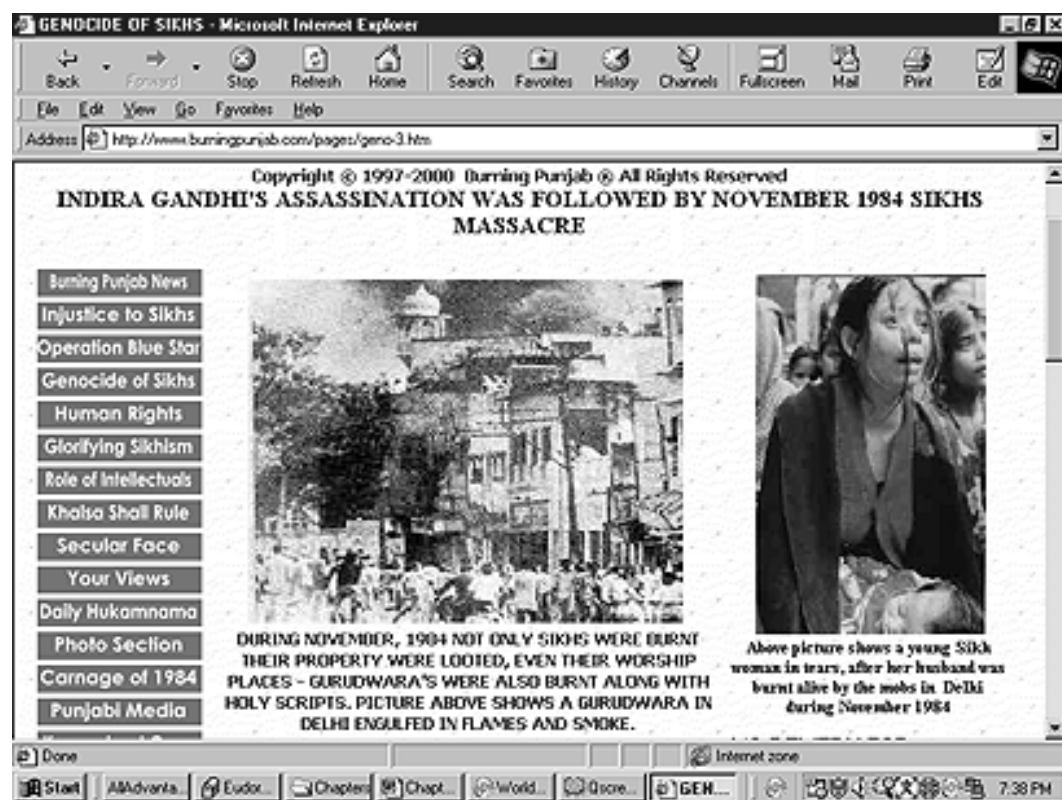 GENOCIDE OF SIKHS - Microsoft Internet Explorer
Back Forward Stop Refresh Home Search Favorites History Channels Fullscreen Mail Print Edit
File Edit View Go Favorites Help
Address http://www.burningpunjab.com/pages/geno-3.htm
Copyright © 1997-2000 Burning Punjab ® All Rights Reserved
INDIRA GANDHI'S ASSASSINATION WAS FOLLOWED BY NOVEMBER 1984 SIKHS
MASSACRE
Burning Punjab News
Injustice to Sikhs
Operation Blue Star
Genocide of Sikhs
Human Rights
Glorifying Sikhism
Role of Intellectuals
Khalsa Shall Rule
Secular Face
Your Views
Daily Hukamnama
Photo Section
Carnage of 1984
Punjabi Media
DURING NOVEMBER, 1984 NOT ONLY SIKHS WERE BURNT
THEIR PROPERTY WERE LOOTED, EVEN THEIR WORSHIP
PLACES - GURUDWARA'S WERE ALSO BURNT ALONG WITH
HOLY SCRIPTS. PICTURE ABOVE SHOWS A GURUDWARA IN
DELHI ENGULFED IN FLAMES AND SMOKE.
Above picture shows a young Sikh
woman in tears, after her husband was
burnt alive by the mobs in Delhi
during November 1984
Done
Internet zone
Start AllAdvanta... Eudor... Chapters Chapt... World... Qscre... GEN... 7:38 PM